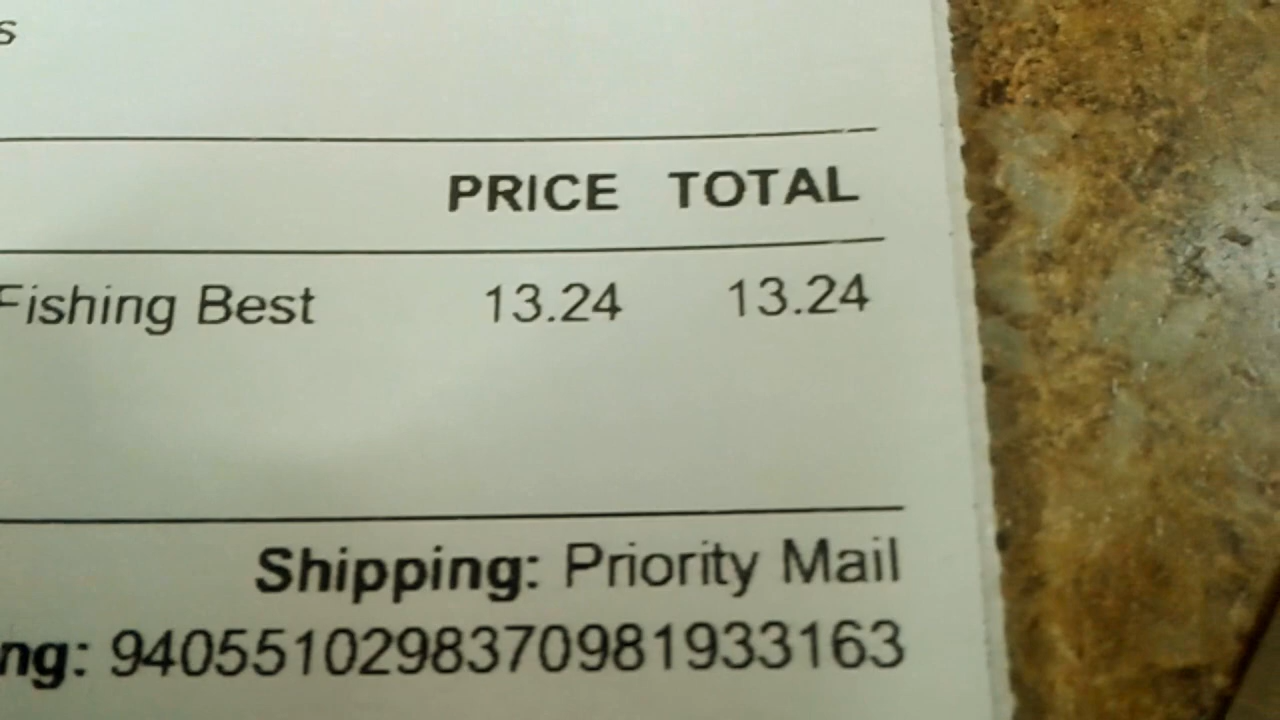 s
PRICE TOTAL
Fishing Best 13.24 13.24
Shipping: Priority Mail
ng: 9405510298370981933163